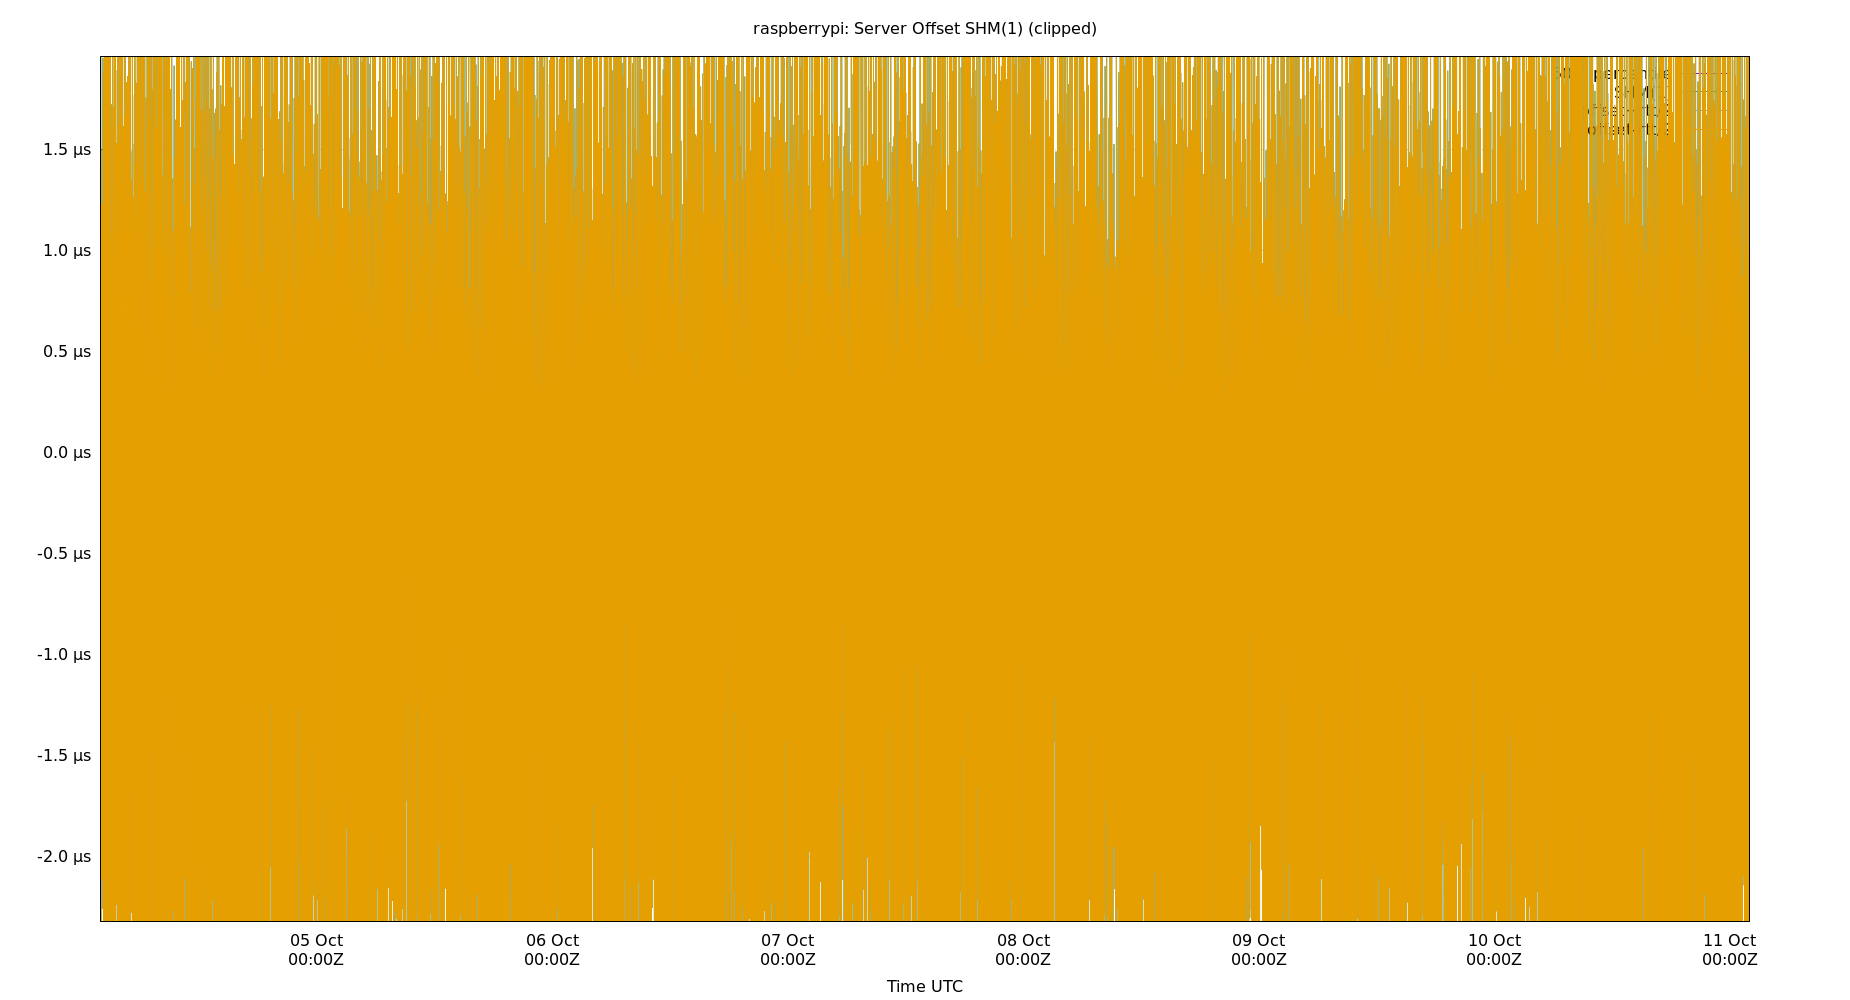 raspberrypi: Server Offset SHM(1) (clipped)
1.5 µs
1.0 µs
0.5 µs
0.0 µs
-0.5 µs
-1.0 µs
-1.5 µs
-2.0 µs
05 Oct 06 Oct 07 Oct 08 Oct 09 Oct 10 Oct 11 Oct
00:00Z 00:00Z 00:00Z 00:00Z 00:00Z 00:00Z 00:00Z
Time UTC